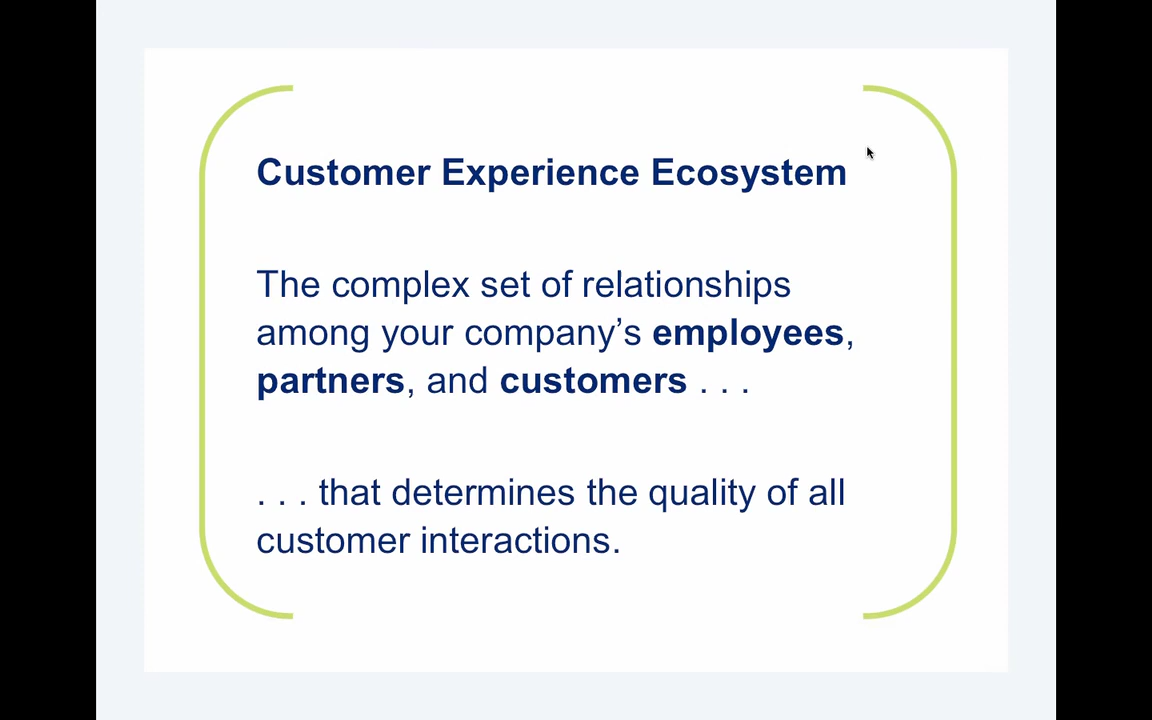 Customer Experience Ecosystem
The complex set of relationships
among your company’s employees,
partners, and customers . . .
. . . that determines the quality of all
customer interactions.